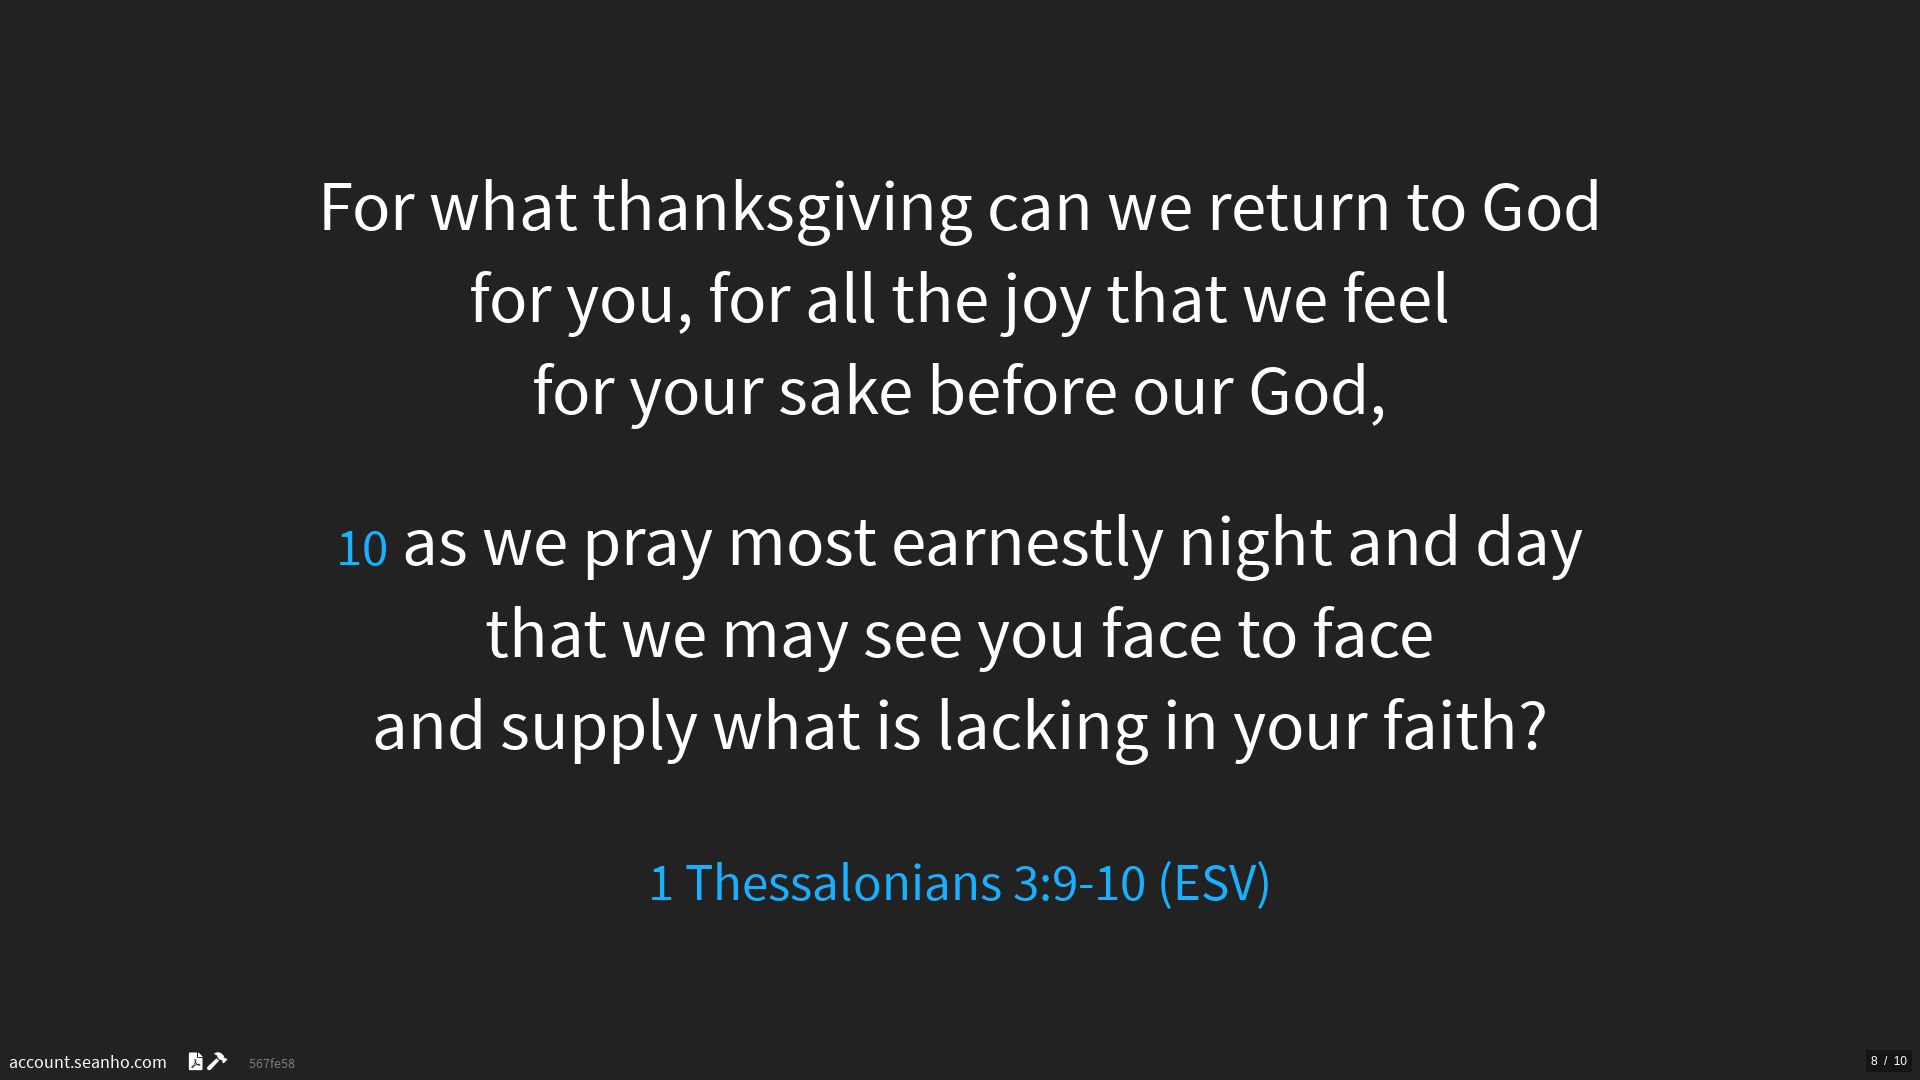 For what thanksgiving can we return to God
for you, for all the joy that we feel
for your sake before our God,
10 as we pray most earnestly night and day
that we may see you face to face
and supply what is lacking in your faith?
1 Thessalonians 3:9-10 (ESV)
account.seanho.com 567fe58
8 / 10